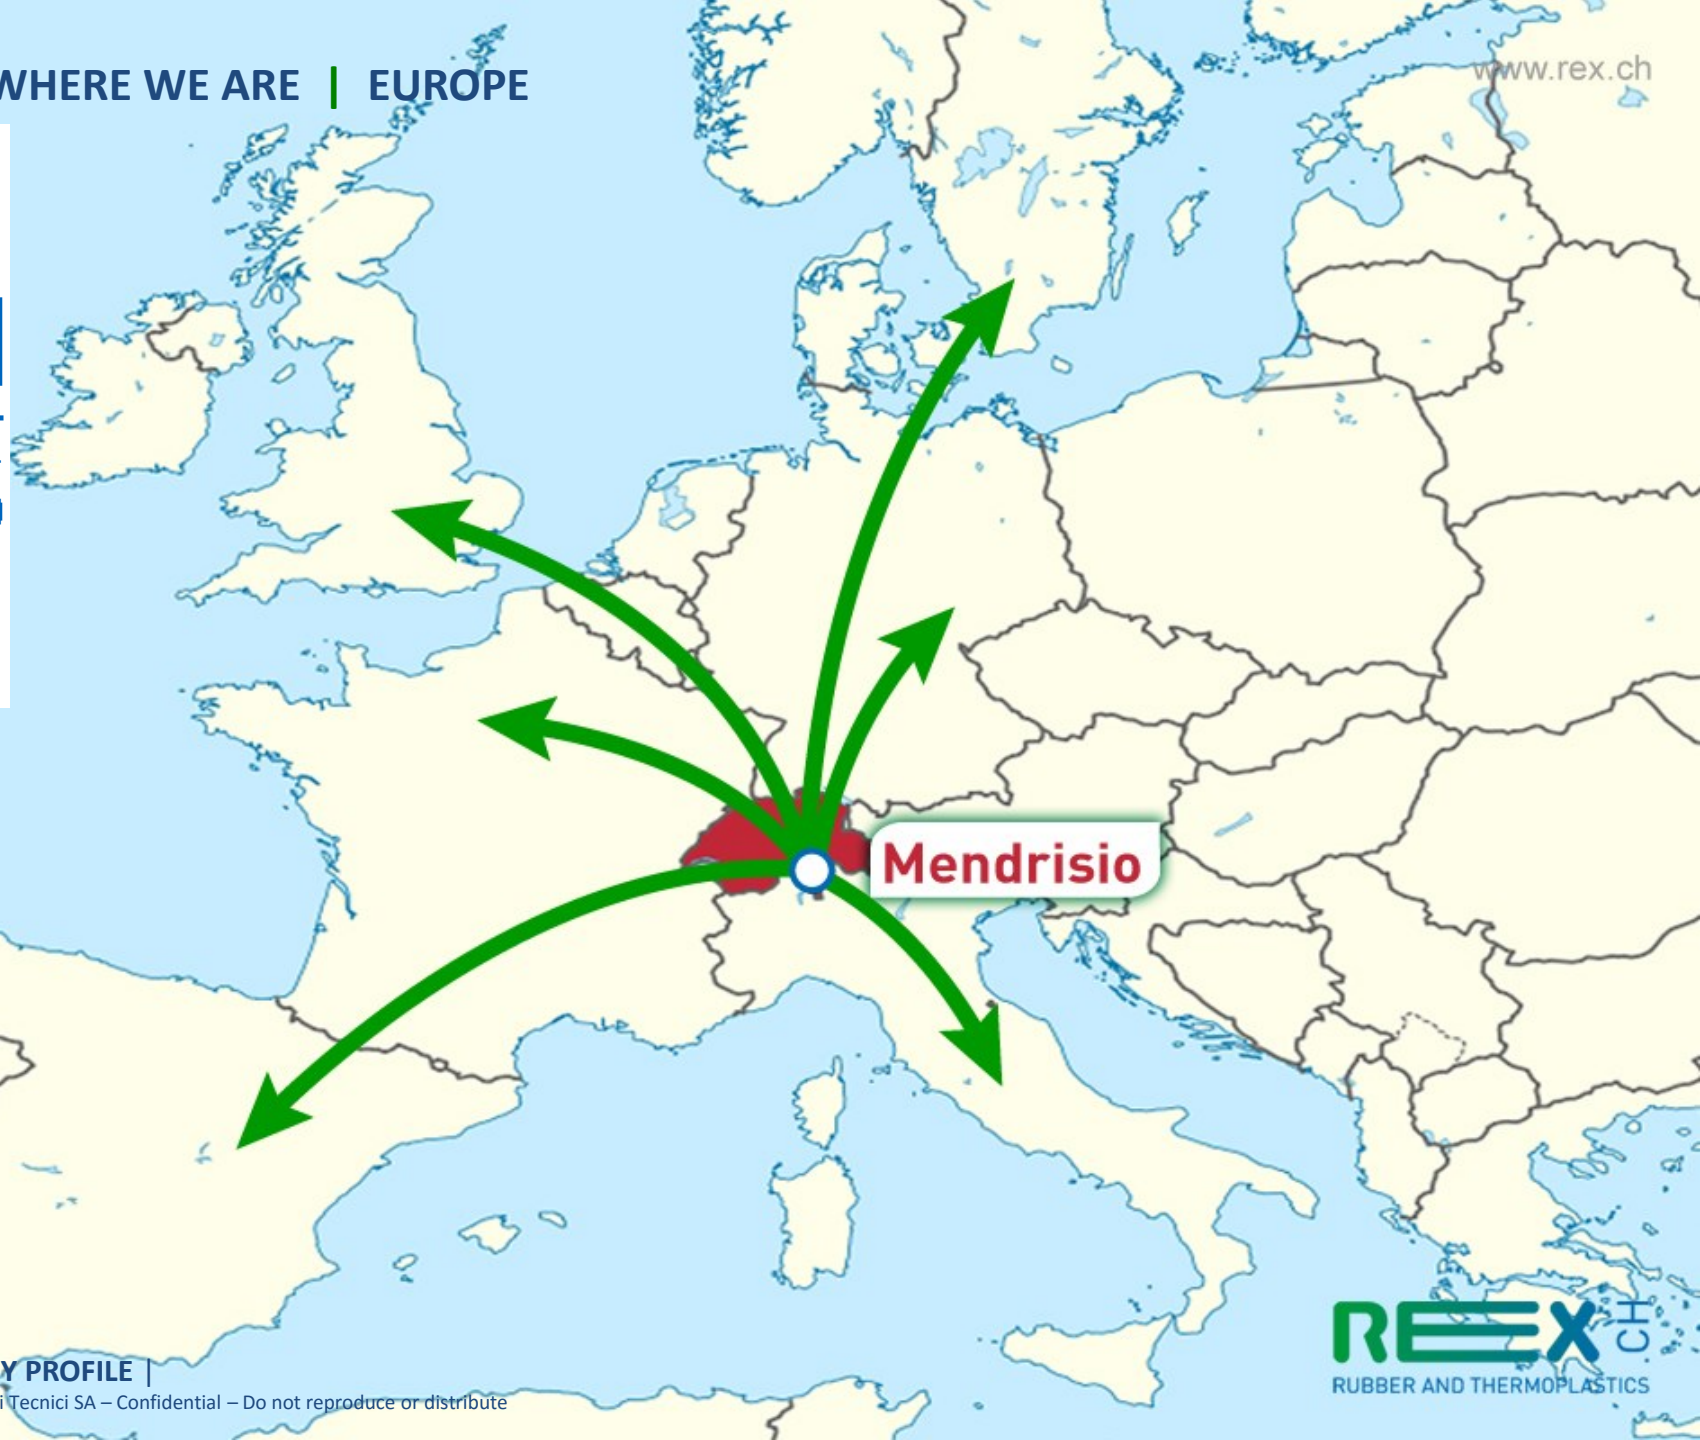 WHERE WE ARE | EUROPE
www.rex.ch
Mendrisio
REX.CH
RUBBER AND THERMOPLASTICS
Y PROFILE |
i Tecnici SA – Confidential – Do not reproduce or distribute